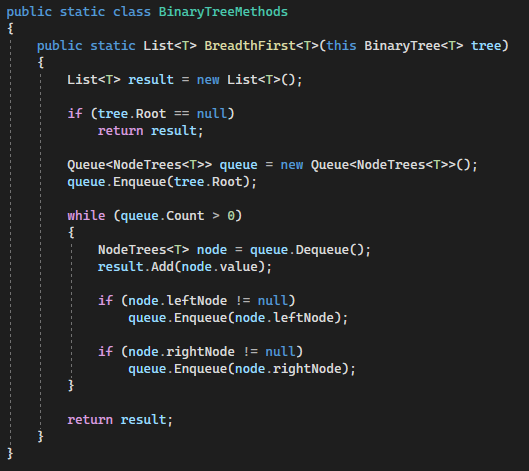 public static class BinaryTreeMethods
{
    public static List<T> BreadthFirst<T>(this BinaryTree<T> tree)
    {
        List<T> result = new List<T>();

        if (tree.Root == null)
            return result;

        Queue<NodeTrees<T>> queue = new Queue<NodeTrees<T>>();
        queue.Enqueue(tree.Root);

        while (queue.Count > 0)
        {
            NodeTrees<T> node = queue.Dequeue();
            result.Add(node.value);

            if (node.leftNode != null)
                queue.Enqueue(node.leftNode);

            if (node.rightNode != null)
                queue.Enqueue(node.rightNode);
        }

        return result;
    }
}